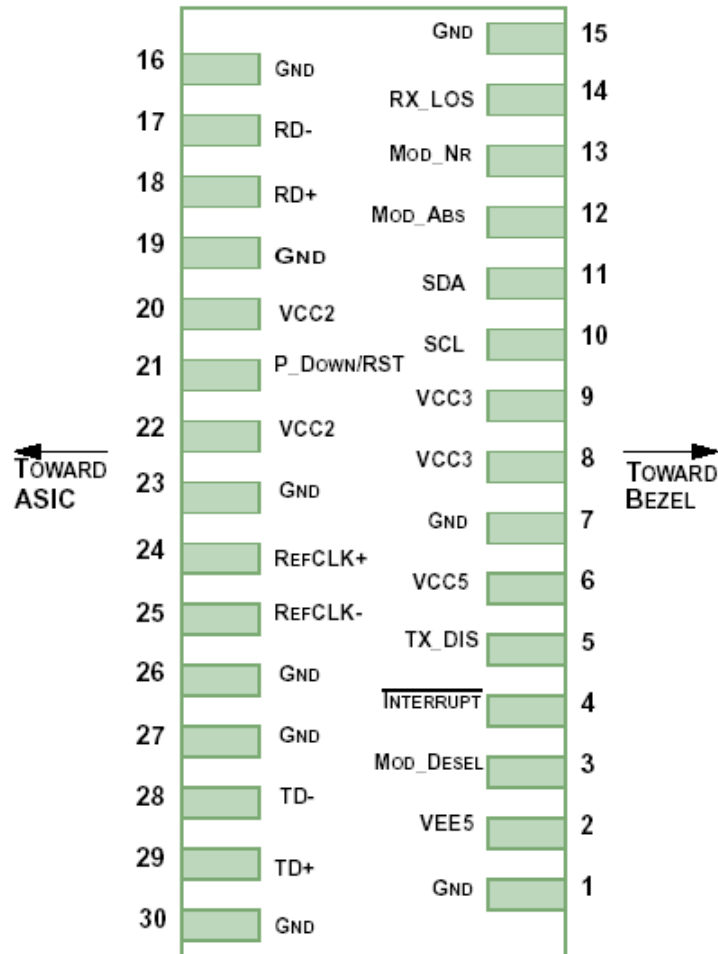 GND 15
16 GND
RX_LOS 14
17 RD-
MOD_NR 13
18 RD+
MOD_ABS 12
19 GND
SDA 11
20 VCC2
SCL 10
21 P_DOWN/RST
VCC3 9
22 VCC2
VCC3 8
TOWARD
ASIC
TOWARD
BEZEL
23 GND
GND 7
24 REFCLK+
VCC5 6
25 REFCLK-
TX_DIS 5
26 GND
INTERRUPT 4
27 GND
MOD_DESEL 3
28 TD-
VEE5 2
29 TD+
GND 1
30 GND